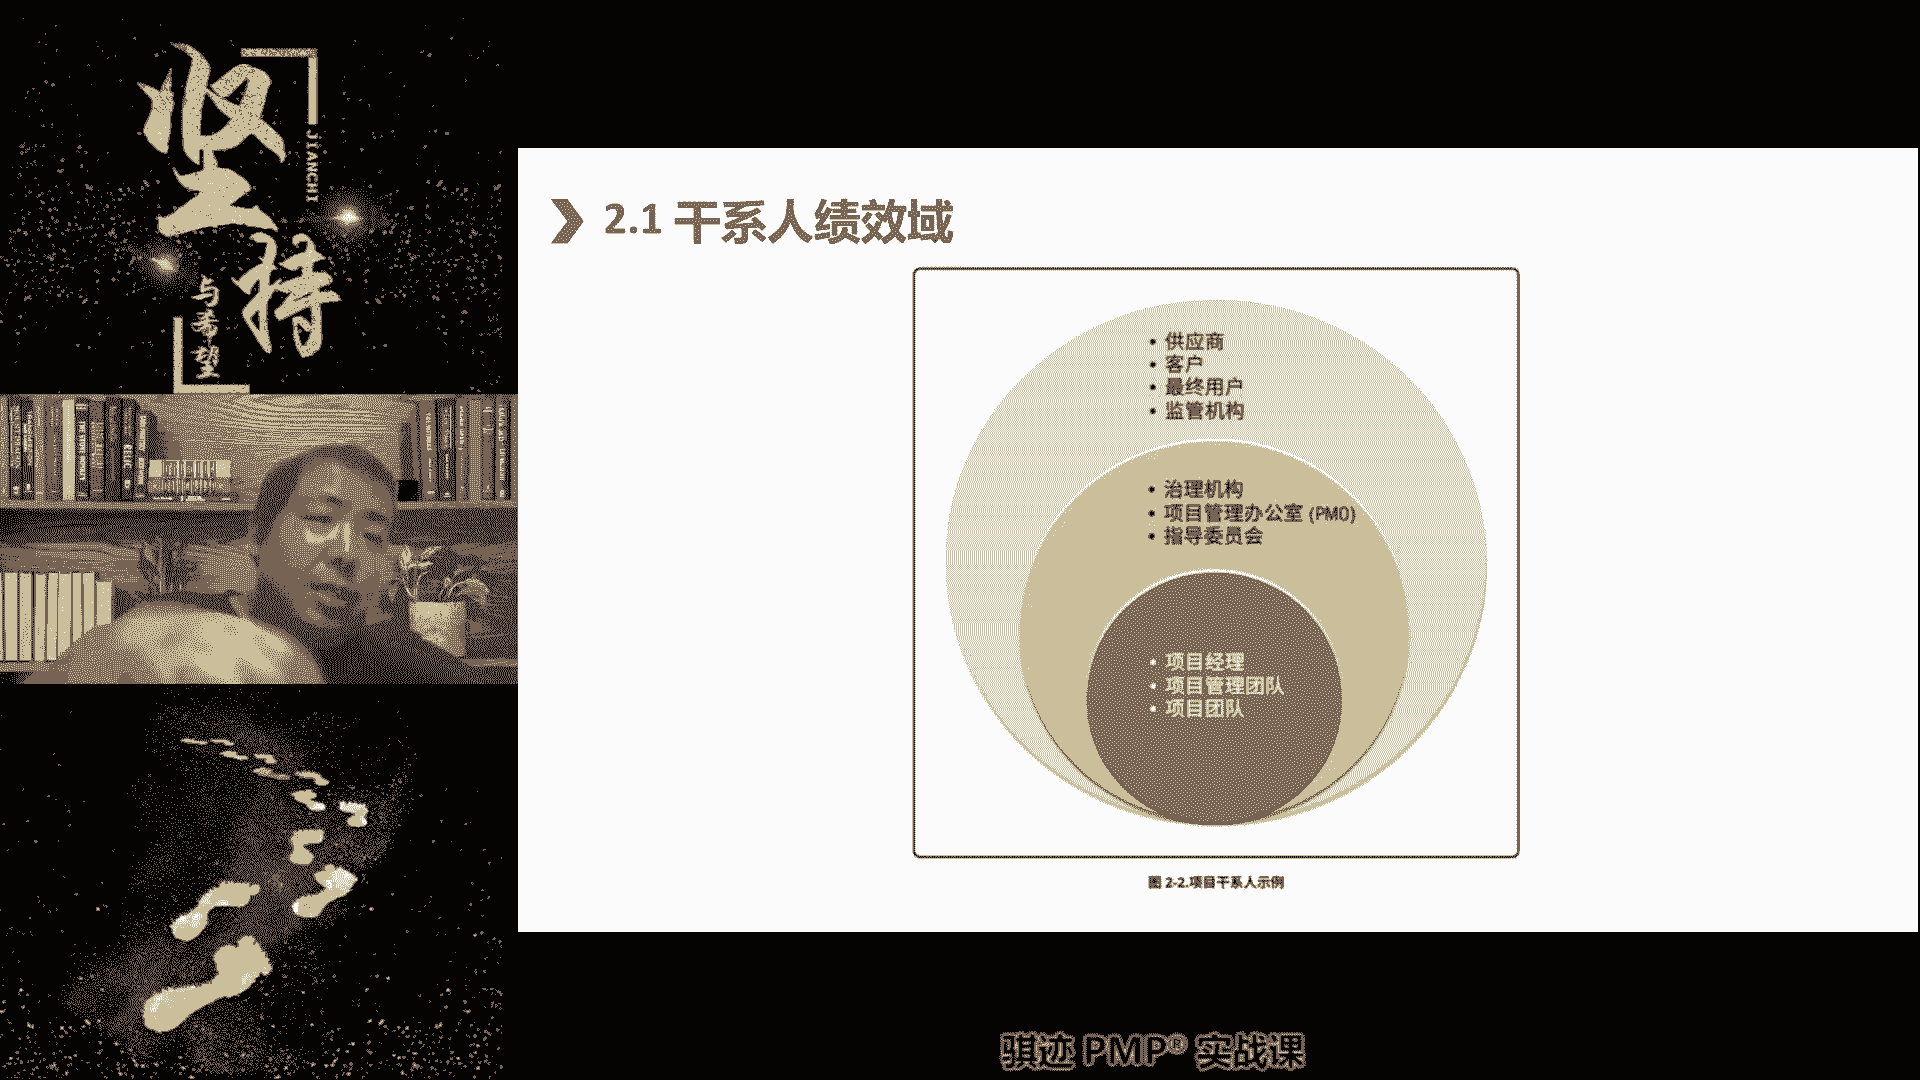 坚持
JIANCHI
与希望
2.1 干系人绩效域
• 供应商
• 客户
• 最终用户
• 监管机构
• 治理机构
• 项目管理办公室 (PMO)
• 指导委员会
• 项目经理
• 项目管理团队
• 项目团队
图 2-2.项目干系人示例
骐迹 PMP® 实战课